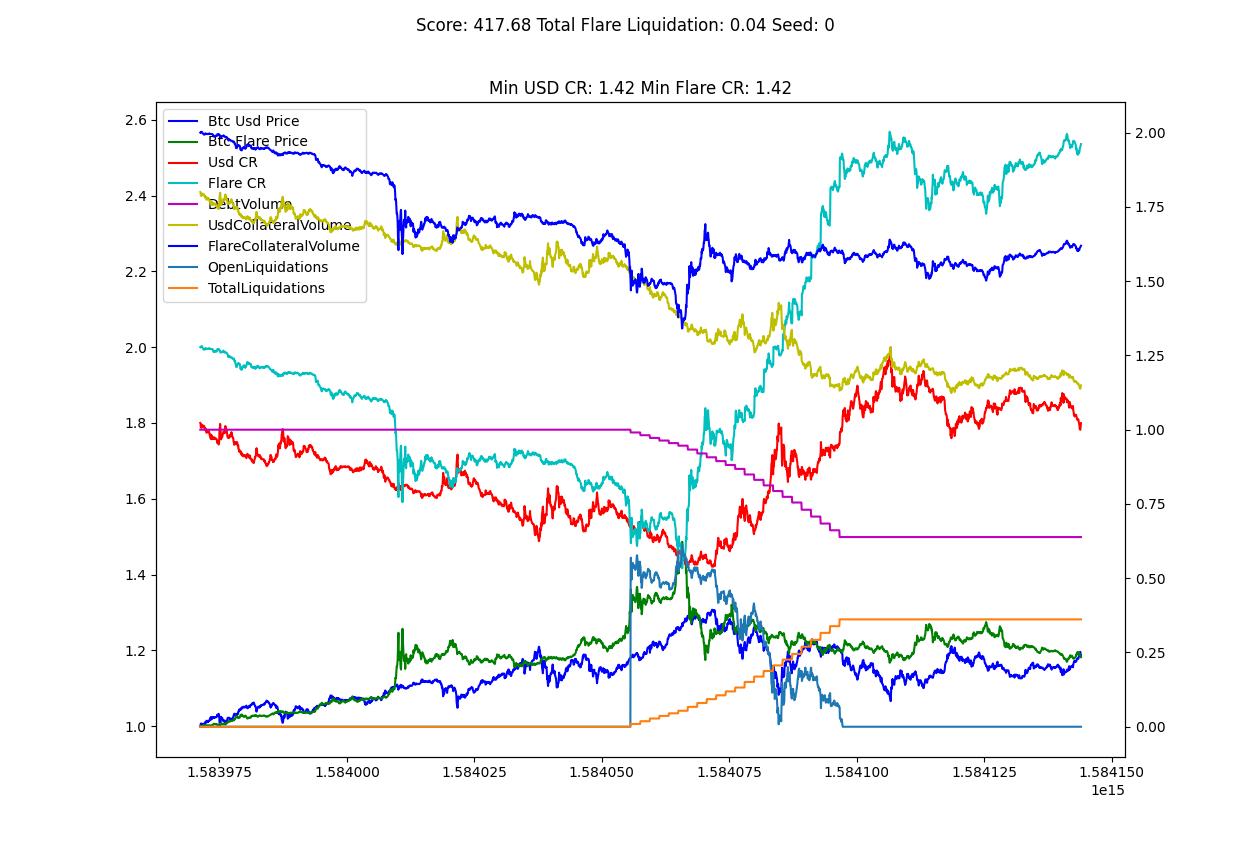 Score: 417.68 Total Flare Liquidation: 0.04 Seed: 0
Min USD CR: 1.42 Min Flare CR: 1.42
Btc Usd Price
Btc Flare Price
Usd CR
Flare CR
DebtVolume
UsdCollateralVolume
FlareCollateralVolume
OpenLiquidations
TotalLiquidations
2.6
2.4
2.2
2.0
1.8
1.6
1.4
1.2
1.0
2.00
1.75
1.50
1.25
1.00
0.75
0.50
0.25
0.00
1.583975 1.584000 1.584025 1.584050 1.584075 1.584100 1.584125 1.584150
1e15